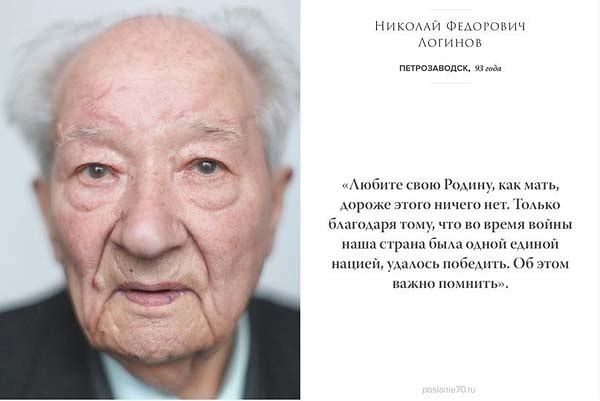 Николай Федорович
Логинов
ПЕТРОЗАВОДСК, 93 года
«Любите свою Родину, как мать,
дороже этого ничего нет. Только
благодаря тому, что во время войны
наша страна была одной единой
нацией, удалось победить. Об этом
важно помнить».
poslanie70.ru